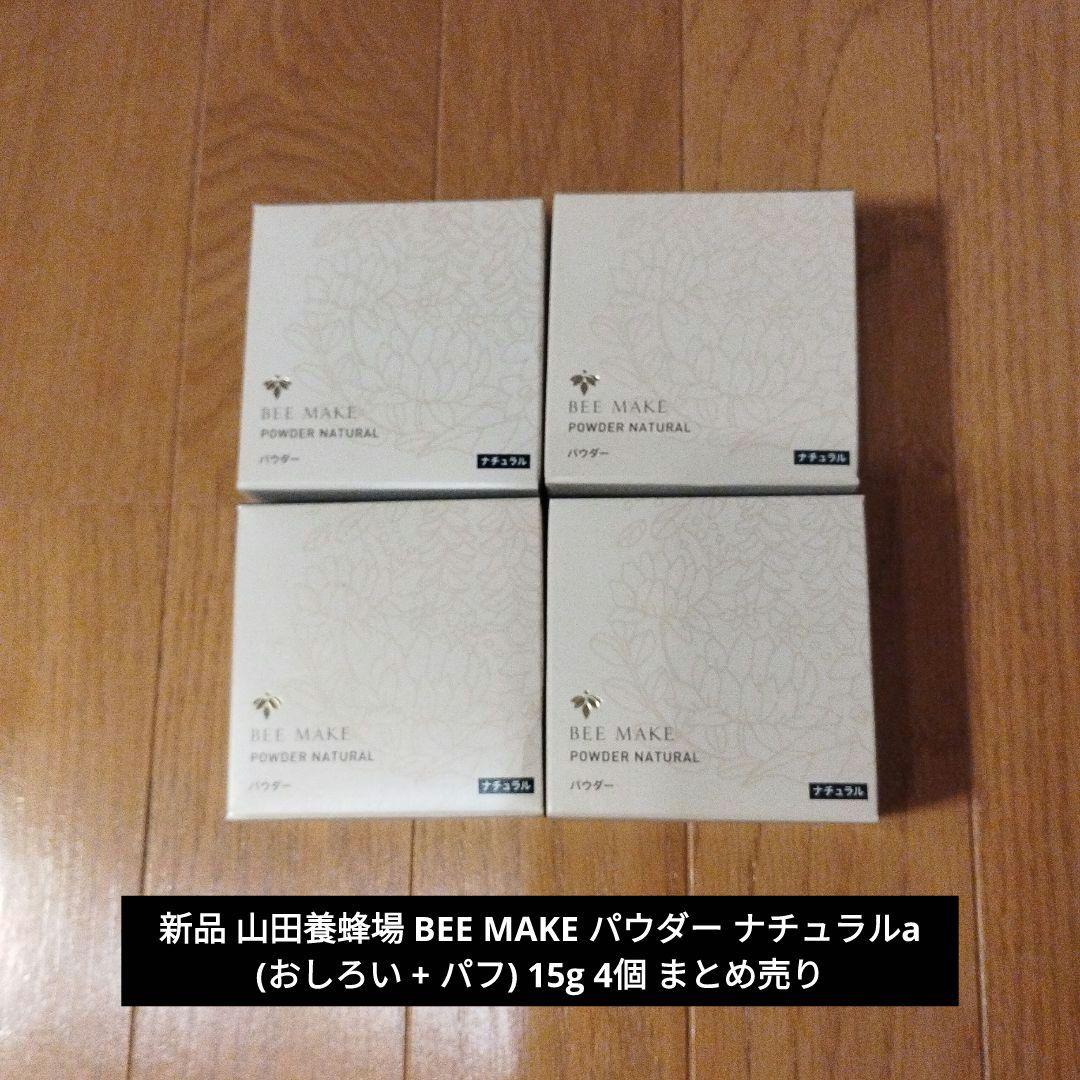 BEE MAKE
POWDER NATURAL
パウダー
ナチュラル
BEE MAKE
POWDER NATURAL
パウダー
ナチュラル
BEE MAKE
POWDER NATURAL
パウダー
ナチュラル
BEE MAKE
POWDER NATURAL
パウダー
ナチュラル
新品 山田養蜂場 BEE MAKE パウダー ナチュラルa
(おしろい + パフ) 15g 4個 まとめ売り